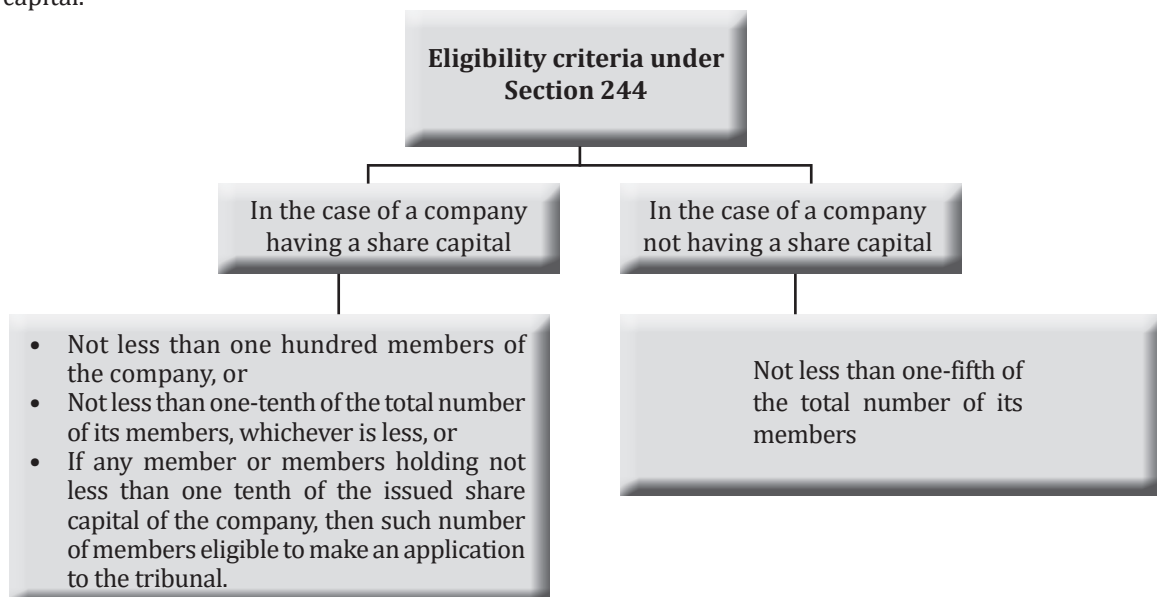 capital.
Eligibility criteria under
Section 244
In the case of a company
having a share capital
In the case of a company
not having a share capital
• Not less than one hundred members of
the company, or
• Not less than one-tenth of the total number
of its members, whichever is less, or
• If any member or members holding not
less than one tenth of the issued share
capital of the company, then such number
of members eligible to make an application
to the tribunal.
Not less than one-fifth of
the total number of its
members